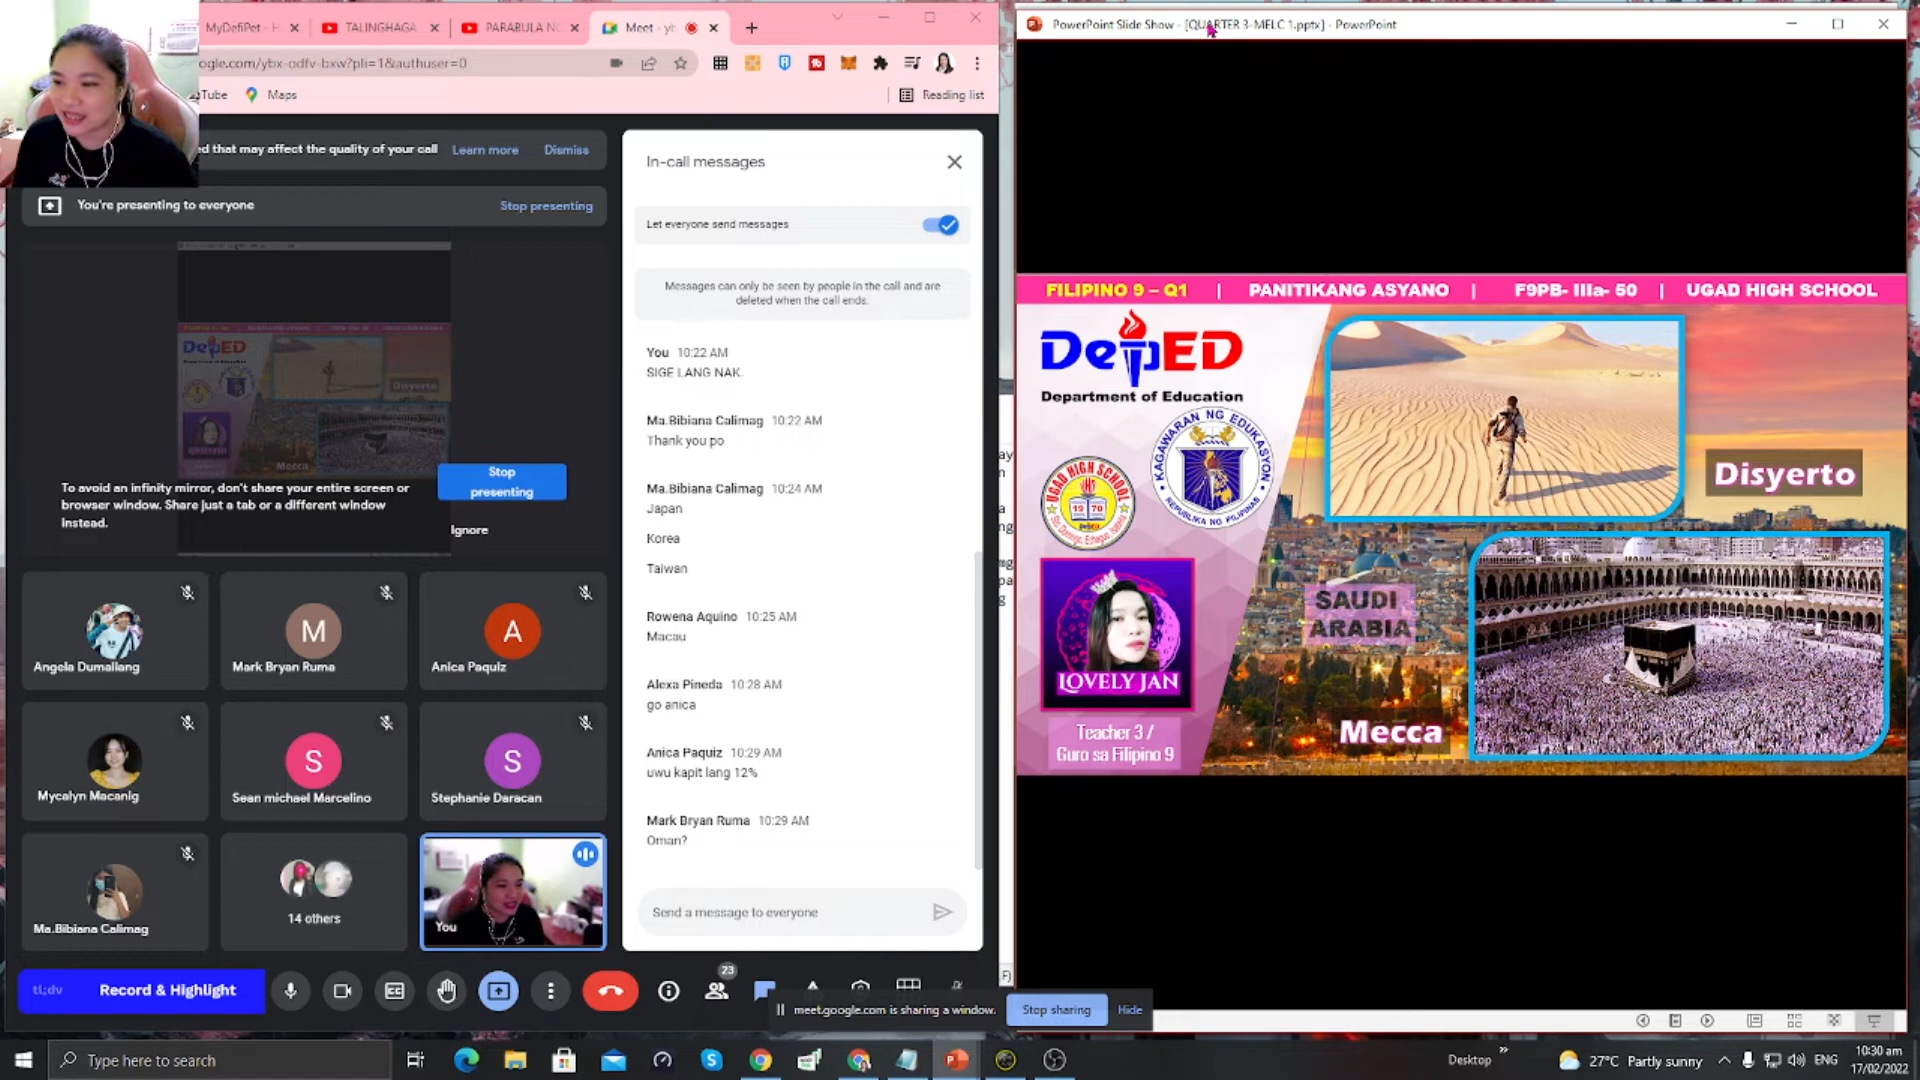 MyDefiPet - H
TALINGHAGA
PARABULA NG
Meet - yb
ogle.com/ybx-odfv-bxw?pli=1&authuser=0
Tube
Maps
Reading list
ed that may affect the quality of your call
Learn more
Dismiss
You're presenting to everyone
Stop presenting
To avoid an infinity mirror, don't share your entire screen or
browser window. Share just a tab or a different window
instead.
Stop
presenting
Ignore
Angela Dumallang
Mark Bryan Ruma
Anica Paquiz
M
A
Mycalyn Macanig
Sean michael Marcelino
Stephanie Daracan
S
S
Ma.Bibiana Calimag
14 others
You
tl;dv
Record & Highlight
23
In-call messages
Let everyone send messages
Messages can only be seen by people in the call and are
deleted when the call ends.
You 10:22 AM
SIGE LANG NAK.
Ma.Bibiana Calimag 10:22 AM
Thank you po
Ma.Bibiana Calimag 10:24 AM
Japan
Korea
Taiwan
Rowena Aquino 10:25 AM
Macau
Alexa Pineda 10:28 AM
go anica
Anica Paquiz 10:29 AM
uwu kapit lang 12%
Mark Bryan Ruma 10:29 AM
Oman?
Send a message to everyone
meet.google.com is sharing a window.
Stop sharing
Hide
PowerPoint Slide Show - [QUARTER 3-MELC 1.pptx] - PowerPoint
FILIPINO 9 – Q1 | PANITIKANG ASYANO | F9PB- IIIa- 50 | UGAD HIGH SCHOOL
DepED
Department of Education
KAGAWARAN NG EDUKASYON
REPUBLIKA NG PILIPINAS
UGAD HIGH SCHOOL
1970
LOVELY JAN
Teacher 3 /
Guro sa Filipino 9
Disyerto
SAUDI
ARABIA
Mecca
Type here to search
Desktop
27°C Partly sunny
ENG
10:30 am
17/02/2022